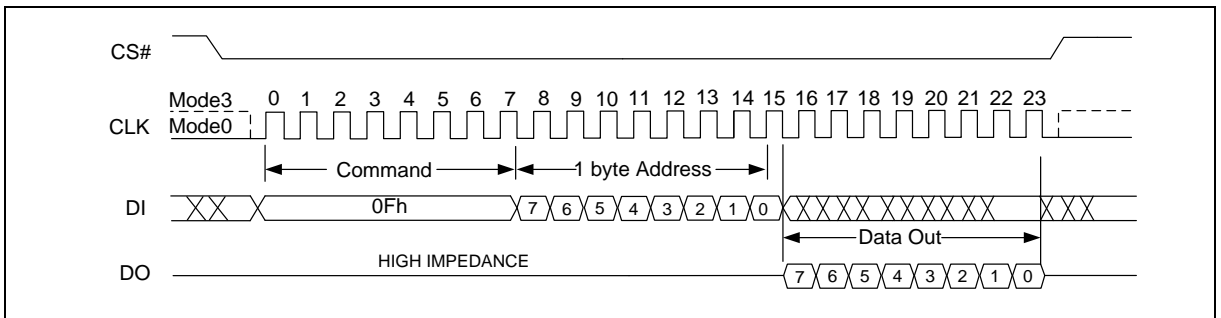 CS#
Mode3 0 1 2 3 4 5 6 7 8 9 10 11 12 13 14 15 16 17 18 19 20 21 22 23
CLK Mode0
Command 1 byte Address
DI 0Fh 7 6 5 4 3 2 1 0
Data Out
DO HIGH IMPEDANCE 7 6 5 4 3 2 1 0